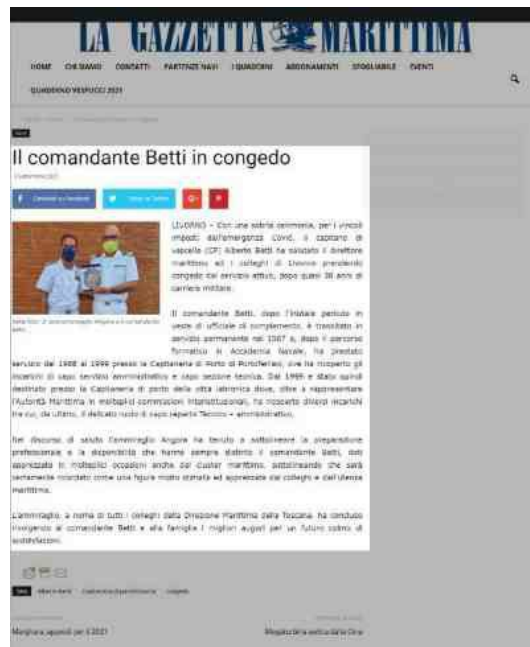 LA GAZZETTA MARITTIMA
HOME CHI SIAMO CONTATTI PARTENZE NAVI I QUADERNI ABBONAMENTI SFOGLIABILE EVENTI
QUADERNO VESPUCCI 2021
Il comandante Betti in congedo
LIVORNO – Con una sobria cerimonia, per i vincoli
imposti dall'emergenza Covid, il capitano di
vascello (CP) Alberto Betti ha salutato il direttore
marittimo ed i colleghi di Livorno prendendo
congedo dal servizio attivo, dopo quasi 38 anni di
carriera militare.
Il comandante Betti, dopo l'iniziale periodo in
veste di ufficiale di complemento, è transitato in
servizio permanente nel 1987 e, dopo il percorso
formativo in Accademia Navale, ha prestato
servizio dal 1988 al 1999 presso la Capitaneria di Porto di Portoferraio, ove ha ricoperto gli
incarichi di capo servizio amministrativo e capo sezione tecnica. Dal 1999 è stato quindi
destinato presso la Capitaneria di porto della città labronica dove, oltre a rappresentare
l'Autorità Marittima in molteplici commissioni interistituzionali, ha ricoperto diversi incarichi
tra cui, da ultimo, il delicato ruolo di capo reparto Tecnico – amministrativo.
Nel discorso di saluto l'ammiraglio Angora ha tenuto a sottolineare la preparazione
professionale e la disponibilità che hanno sempre distinto il comandante Betti, doti
apprezzate in molteplici occasioni anche dal cluster marittimo, sottolineando che sarà
certamente ricordato come una figura molto stimata ed apprezzata dai colleghi e dall'utenza
marittima.
L'ammiraglio, a nome di tutti i colleghi della Direzione Marittima della Toscana, ha concluso
rivolgendo al comandante Betti e alla famiglia i migliori auguri per un futuro colmo di
soddisfazioni.